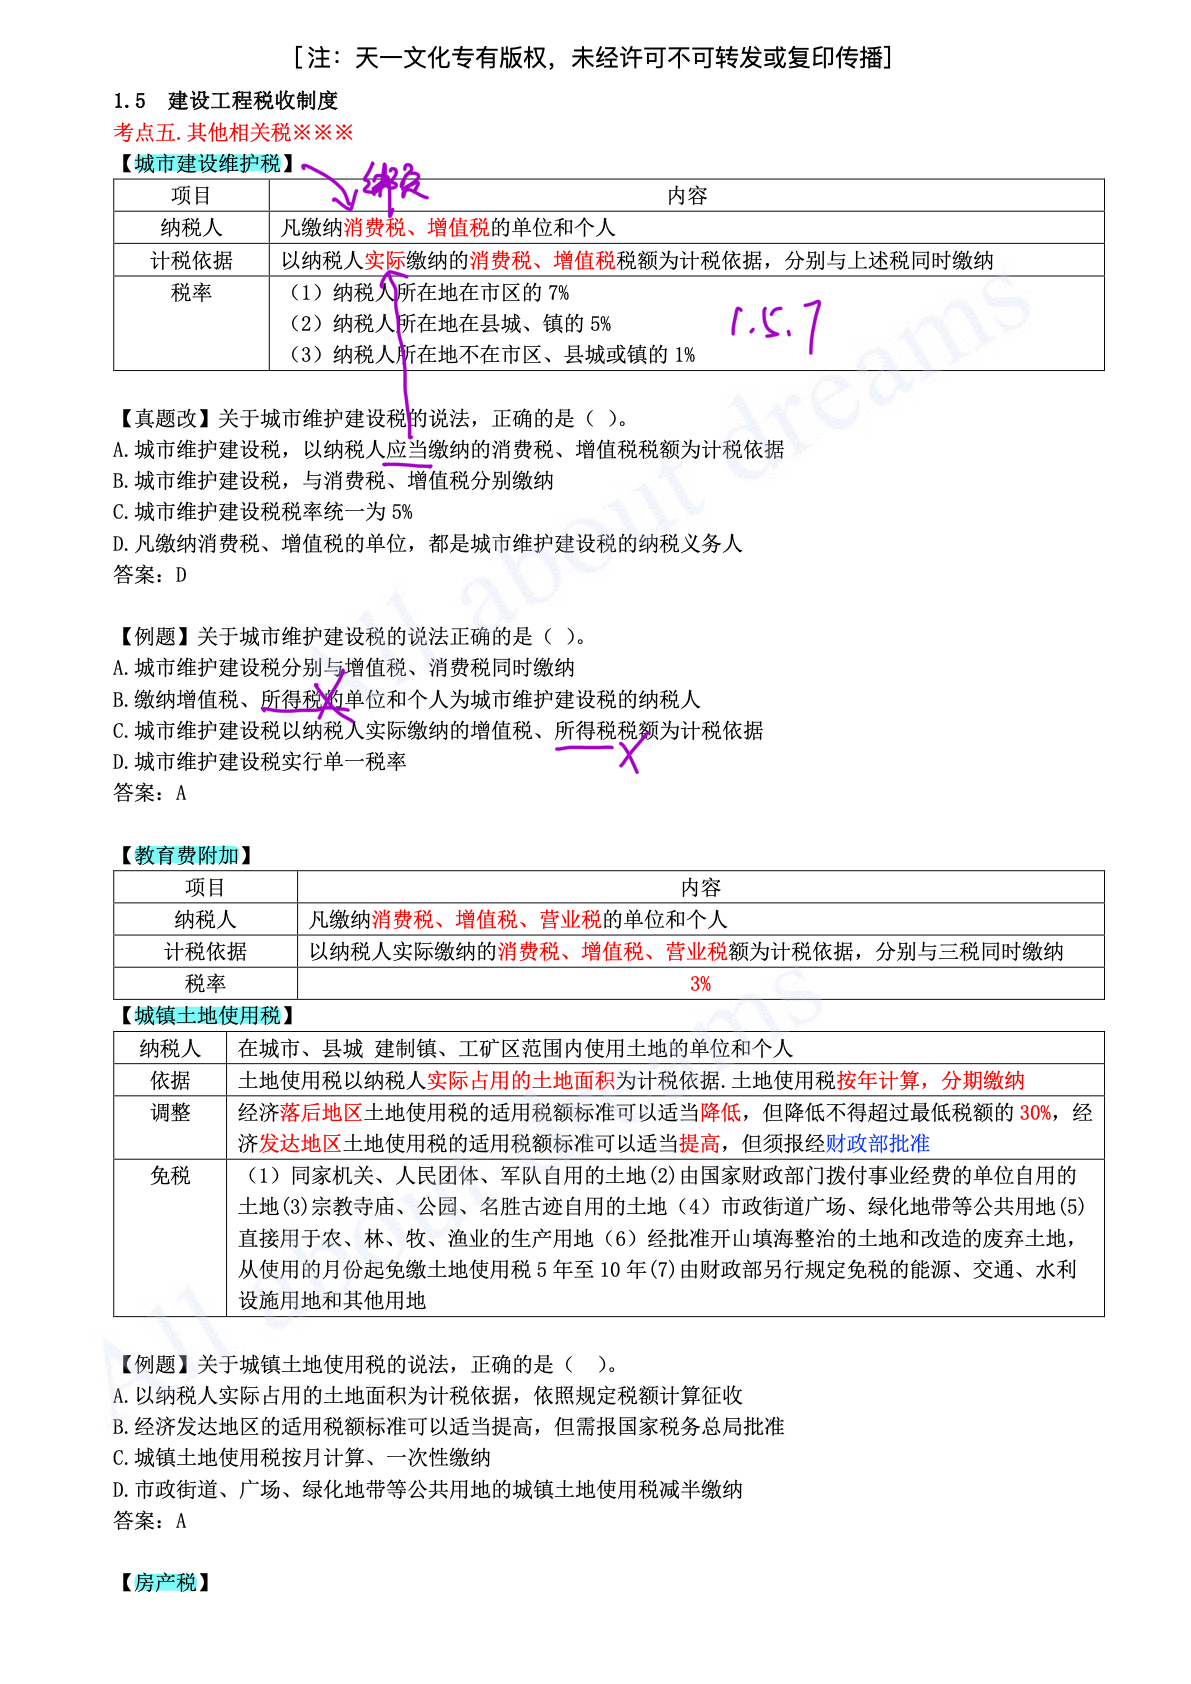 [注：天一文化专有版权，未经许可不可转发或复印传播]
1.5 建设工程税收制度
考点五.其他相关税※※※
【城市建设维护税】
项目 内容
纳税人 凡缴纳消费税、增值税的单位和个人
计税依据 以纳税人实际缴纳的消费税、增值税税额为计税依据，分别与上述税同时缴纳
税率 （1）纳税人所在地在市区的 7%
（2）纳税人所在地在县城、镇的 5%
（3）纳税人所在地不在市区、县城或镇的 1%
1.5.7
【真题改】关于城市维护建设税的说法，正确的是（ ）。
A.城市维护建设税，以纳税人应当缴纳的消费税、增值税税额为计税依据
B.城市维护建设税，与消费税、增值税分别缴纳
C.城市维护建设税税率统一为 5%
D.凡缴纳消费税、增值税的单位，都是城市维护建设税的纳税义务人
答案：D
【例题】关于城市维护建设税的说法正确的是（ ）。
A.城市维护建设税分别与增值税、消费税同时缴纳
B.缴纳增值税、所得税的单位和个人为城市维护建设税的纳税人
C.城市维护建设税以纳税人实际缴纳的增值税、所得税税额为计税依据
D.城市维护建设税实行单一税率
答案：A
【教育费附加】
项目 内容
纳税人 凡缴纳消费税、增值税、营业税的单位和个人
计税依据 以纳税人实际缴纳的消费税、增值税、营业税额为计税依据，分别与三税同时缴纳
税率 3%
【城镇土地使用税】
纳税人 在城市、县城 建制镇、工矿区范围内使用土地的单位和个人
依据 土地使用税以纳税人实际占用的土地面积为计税依据.土地使用税按年计算，分期缴纳
调整 经济落后地区土地使用税的适用税额标准可以适当降低，但降低不得超过最低税额的 30%，经
济发达地区土地使用税的适用税额标准可以适当提高，但须报经财政部批准
免税 （1）同家机关、人民团体、军队自用的土地(2)由国家财政部门拨付事业经费的单位自用的
土地(3)宗教寺庙、公园、名胜古迹自用的土地（4）市政街道广场、绿化地带等公共用地(5)
直接用于农、林、牧、渔业的生产用地（6）经批准开山填海整治的土地和改造的废弃土地，
从使用的月份起免缴土地使用税 5 年至 10 年(7)由财政部另行规定免税的能源、交通、水利
设施用地和其他用地
【例题】关于城镇土地使用税的说法，正确的是（ ）。
A.以纳税人实际占用的土地面积为计税依据，依照规定税额计算征收
B.经济发达地区的适用税额标准可以适当提高，但需报国家税务总局批准
C.城镇土地使用税按月计算、一次性缴纳
D.市政街道、广场、绿化地带等公共用地的城镇土地使用税减半缴纳
答案：A
【房产税】
All about dreams
All about dreams